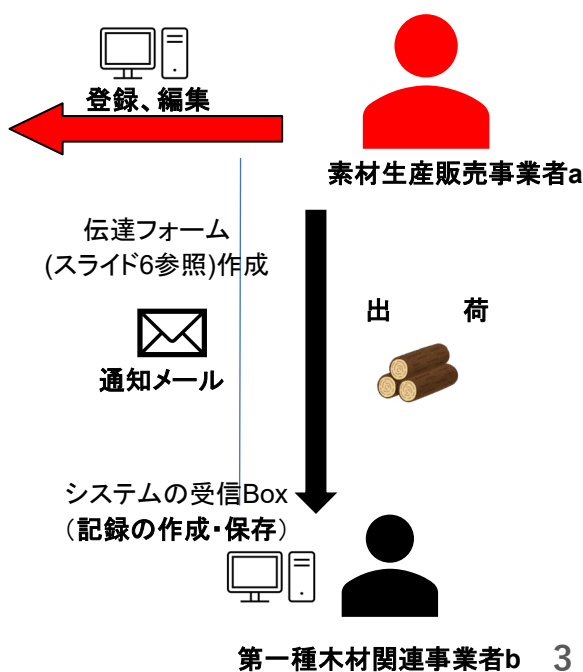 登録、編集
素材生産販売事業者a
伝達フォーム
(スライド6参照)作成
出　　荷
通知メール
システムの受信Box
（記録の作成・保存）
第一種木材関連事業者b
3